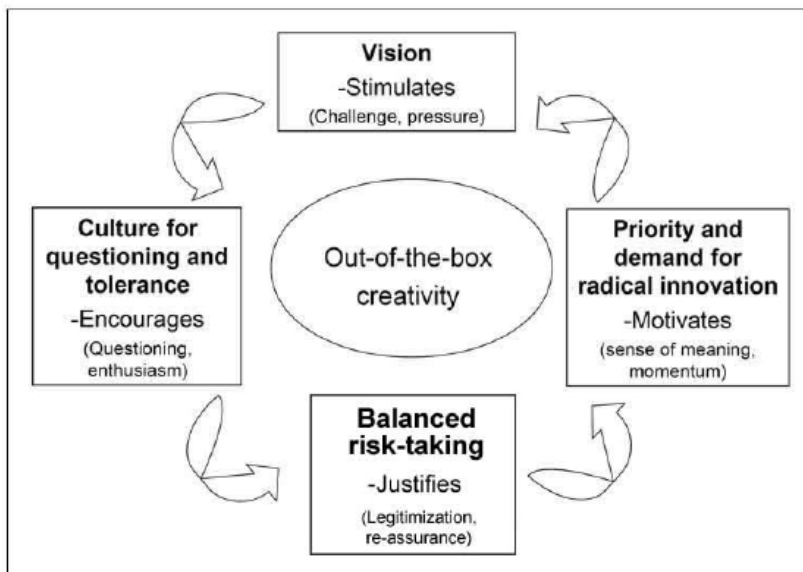 Vision
-Stimulates
(Challenge, pressure)
Culture for
questioning and
tolerance
-Encourages
(Questioning,
enthusiasm)
Out-of-the-box
creativity
Priority and
demand for
radical innovation
-Motivates
(sense of meaning,
momentum)
Balanced
risk-taking
-Justifies
(Legitimization,
re-assurance)